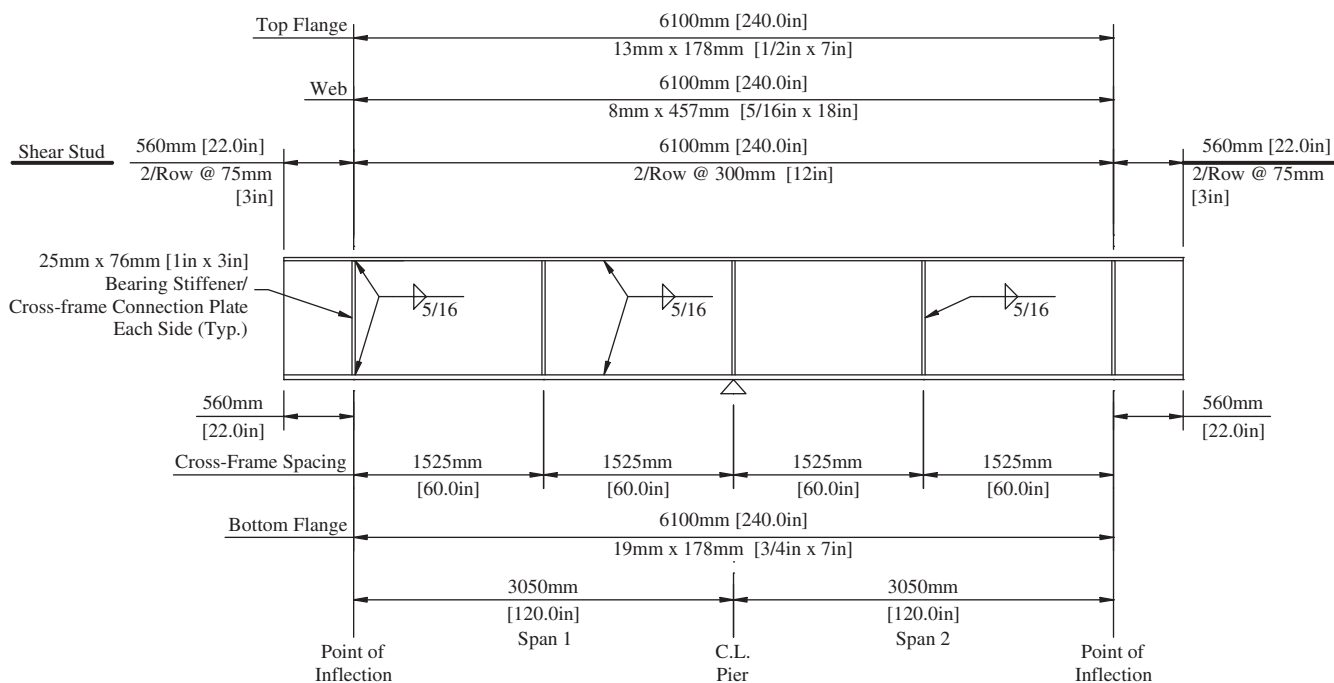 Top Flange
6100mm [240.0in]
13mm x 178mm [1/2in x 7in]
Web
6100mm [240.0in]
8mm x 457mm [5/16in x 18in]
Shear Stud
560mm [22.0in]
2/Row @ 75mm
[3in]
6100mm [240.0in]
2/Row @ 300mm [12in]
560mm [22.0in]
2/Row @ 75mm
[3in]
25mm x 76mm [1in x 3in]
Bearing Stiffener/
Cross-frame Connection Plate
Each Side (Typ.)
5/16
5/16
5/16
560mm
[22.0in]
560mm
[22.0in]
Cross-Frame Spacing
1525mm
[60.0in]
1525mm
[60.0in]
1525mm
[60.0in]
1525mm
[60.0in]
Bottom Flange
6100mm [240.0in]
19mm x 178mm [3/4in x 7in]
3050mm
[120.0in]
Span 1
3050mm
[120.0in]
Span 2
Point of
Inflection
C.L.
Pier
Point of
Inflection